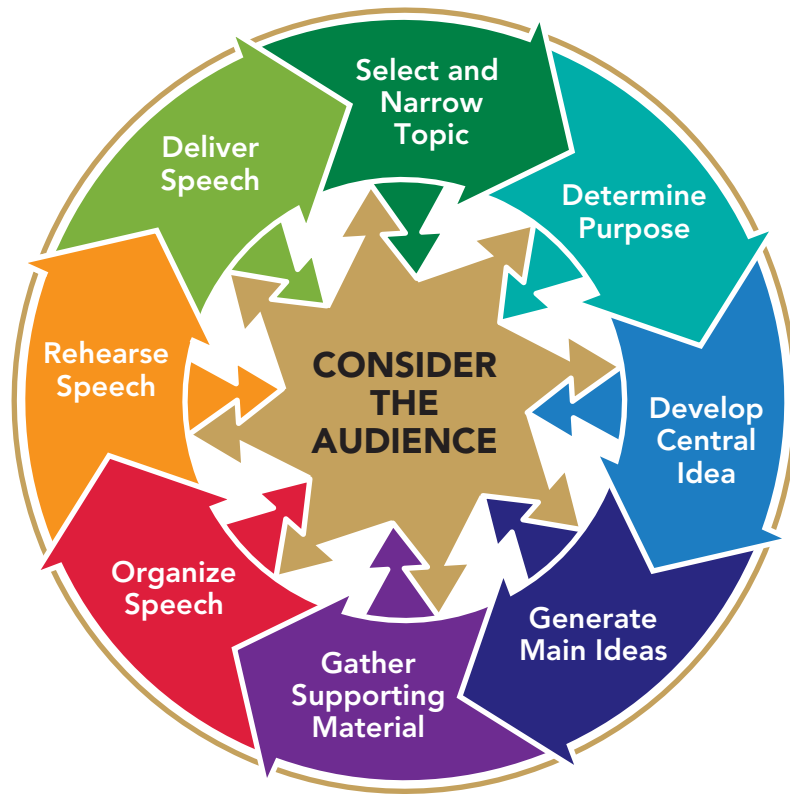 Select and
Narrow
Topic
Determine
Purpose
Develop
Central
Idea
Generate
Main Ideas
Gather
Supporting
Material
Organize
Speech
Rehearse
Speech
Deliver
Speech
CONSIDER
THE
AUDIENCE